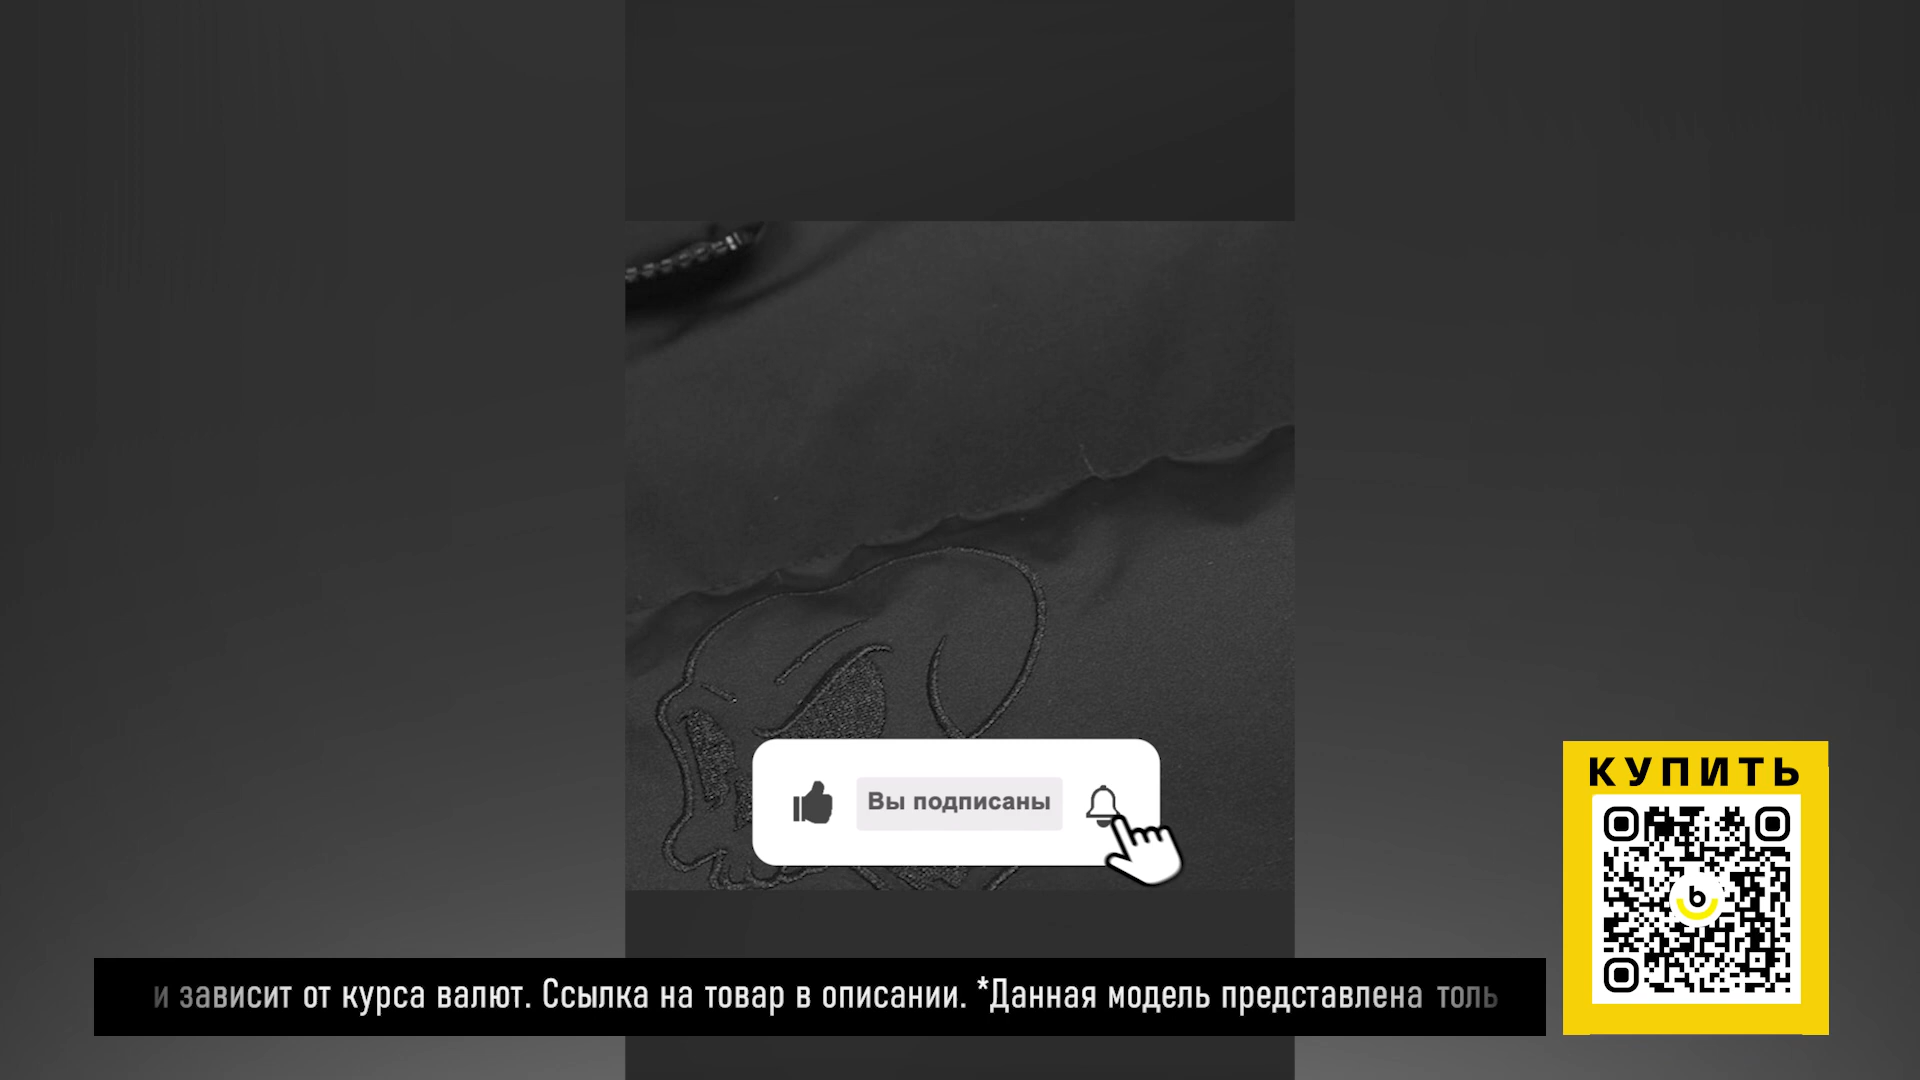 Вы подписаны
КУПИТЬ
b
и зависит от курса валют. Ссылка на товар в описании. *Данная модель представлена толь